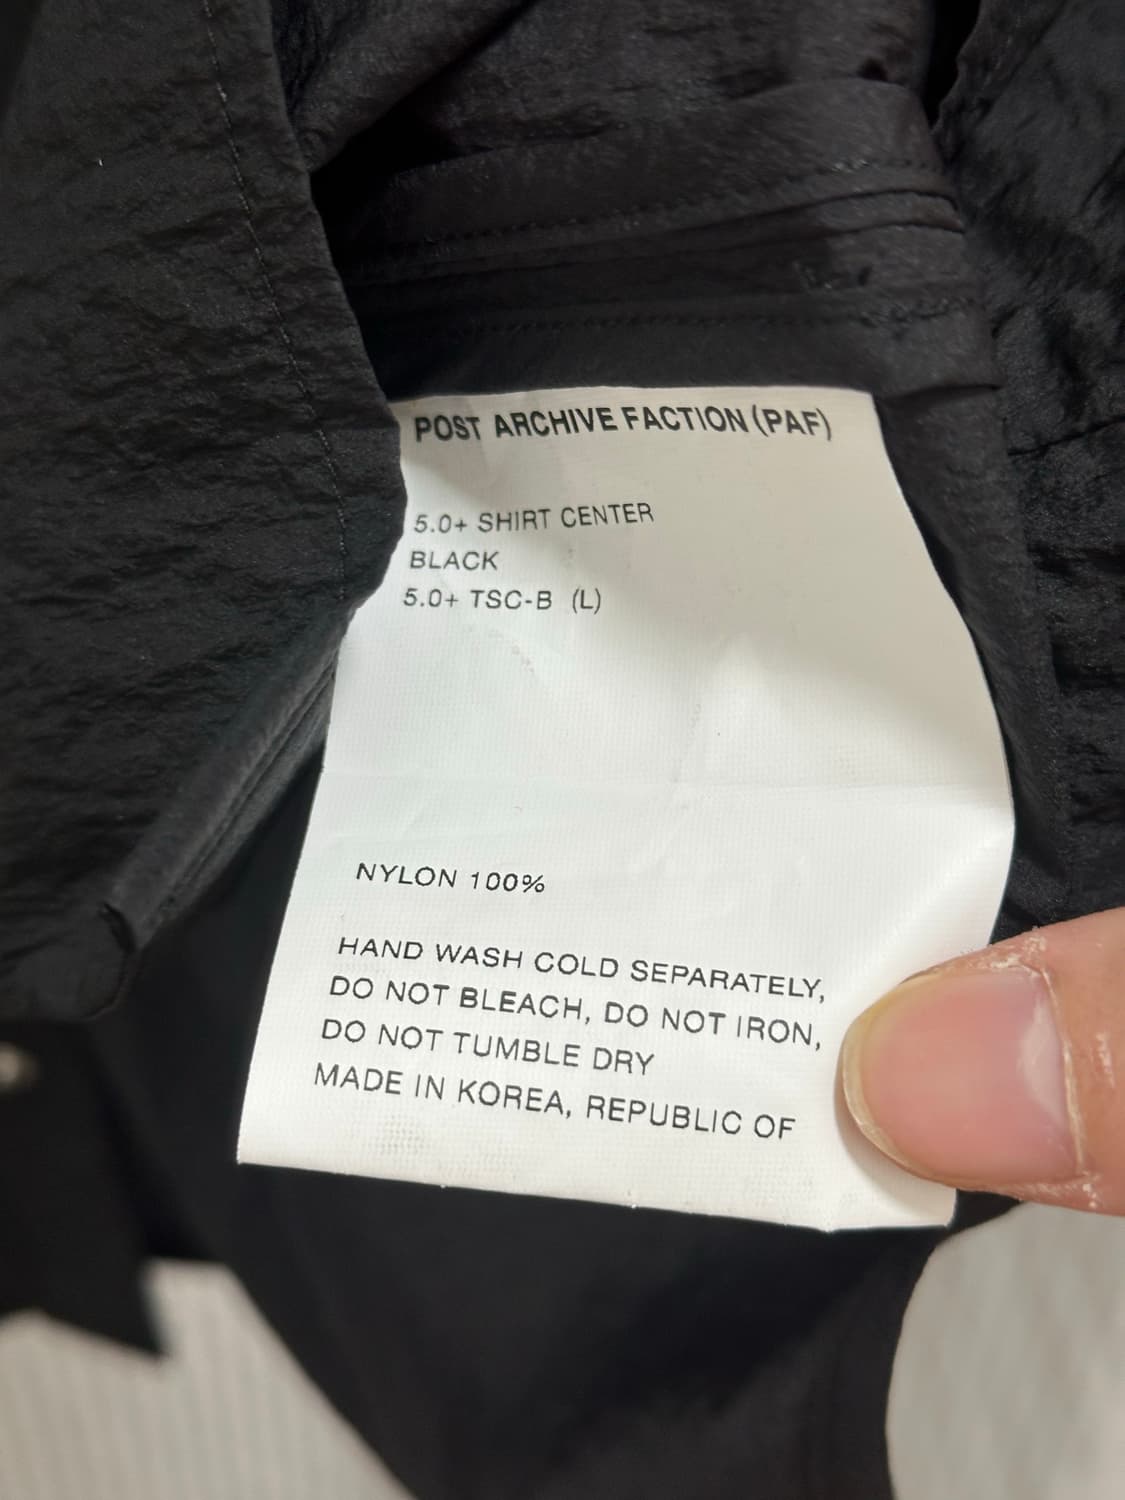 POST ARCHIVE FACTION (PAF)
5.0+ SHIRT CENTER
BLACK
5.0+ TSC-B (L)
NYLON 100%
HAND WASH COLD SEPARATELY,
DO NOT BLEACH, DO NOT IRON,
DO NOT TUMBLE DRY
MADE IN KOREA, REPUBLIC OF